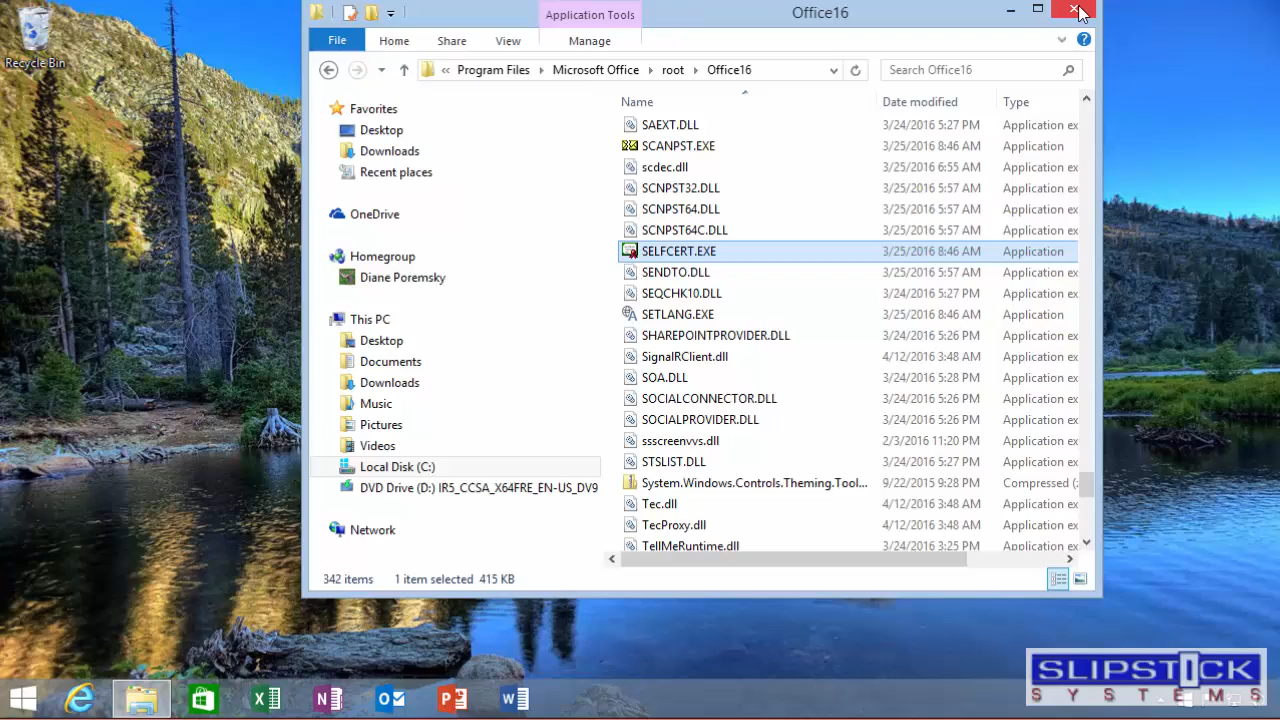 Recycle Bin
Application Tools
Office16
File
Home
Share
View
Manage
« Program Files
Microsoft Office
root
Office16
Search Office16
Favorites
Desktop
Downloads
Recent places
OneDrive
Homegroup
Diane Poremsky
This PC
Desktop
Documents
Downloads
Music
Pictures
Videos
Local Disk (C:)
DVD Drive (D:) IR5_CCSA_X64FRE_EN-US_DV9
Network
Name Date modified Type
SAEXT.DLL 3/24/2016 5:27 PM Application ex
SCANPST.EXE 3/25/2016 8:46 AM Application
scdec.dll 3/25/2016 6:55 AM Application ex
SCNPST32.DLL 3/25/2016 5:57 AM Application ex
SCNPST64.DLL 3/25/2016 5:57 AM Application ex
SCNPST64C.DLL 3/25/2016 5:57 AM Application ex
SELFCERT.EXE 3/25/2016 8:46 AM Application
SENDTO.DLL 3/25/2016 5:57 AM Application ex
SEQCHK10.DLL 3/24/2016 5:27 PM Application ex
SETLANG.EXE 3/25/2016 8:46 AM Application
SHAREPOINTPROVIDER.DLL 3/24/2016 5:26 PM Application ex
SignalRClient.dll 4/12/2016 3:48 AM Application ex
SOA.DLL 3/24/2016 5:28 PM Application ex
SOCIALCONNECTOR.DLL 3/24/2016 5:26 PM Application ex
SOCIALPROVIDER.DLL 3/24/2016 5:26 PM Application ex
ssscreenvvs.dll 2/3/2016 11:20 PM Application ex
STSLIST.DLL 3/24/2016 5:27 PM Application ex
System.Windows.Controls.Theming.Tool... 9/22/2015 9:28 PM Compressed (:
Tec.dll 4/12/2016 3:48 AM Application ex
TecProxy.dll 4/12/2016 3:48 AM Application ex
TellMeRuntime.dll 3/24/2016 3:25 PM Application ex
342 items 1 item selected 415 KB
SLIPSTICK
SYSTEMS